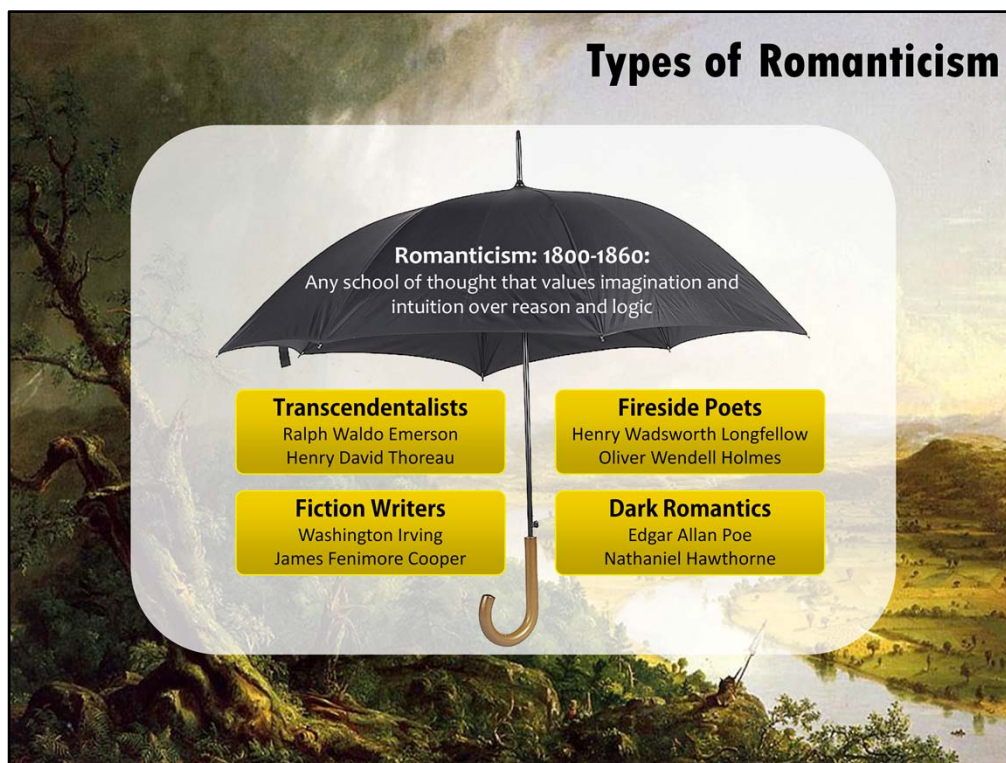 Types of Romanticism
Romanticism: 1800-1860:
Any school of thought that values imagination and
intuition over reason and logic
Transcendentalists
Ralph Waldo Emerson
Henry David Thoreau
Fireside Poets
Henry Wadsworth Longfellow
Oliver Wendell Holmes
Fiction Writers
Washington Irving
James Fenimore Cooper
Dark Romantics
Edgar Allan Poe
Nathaniel Hawthorne